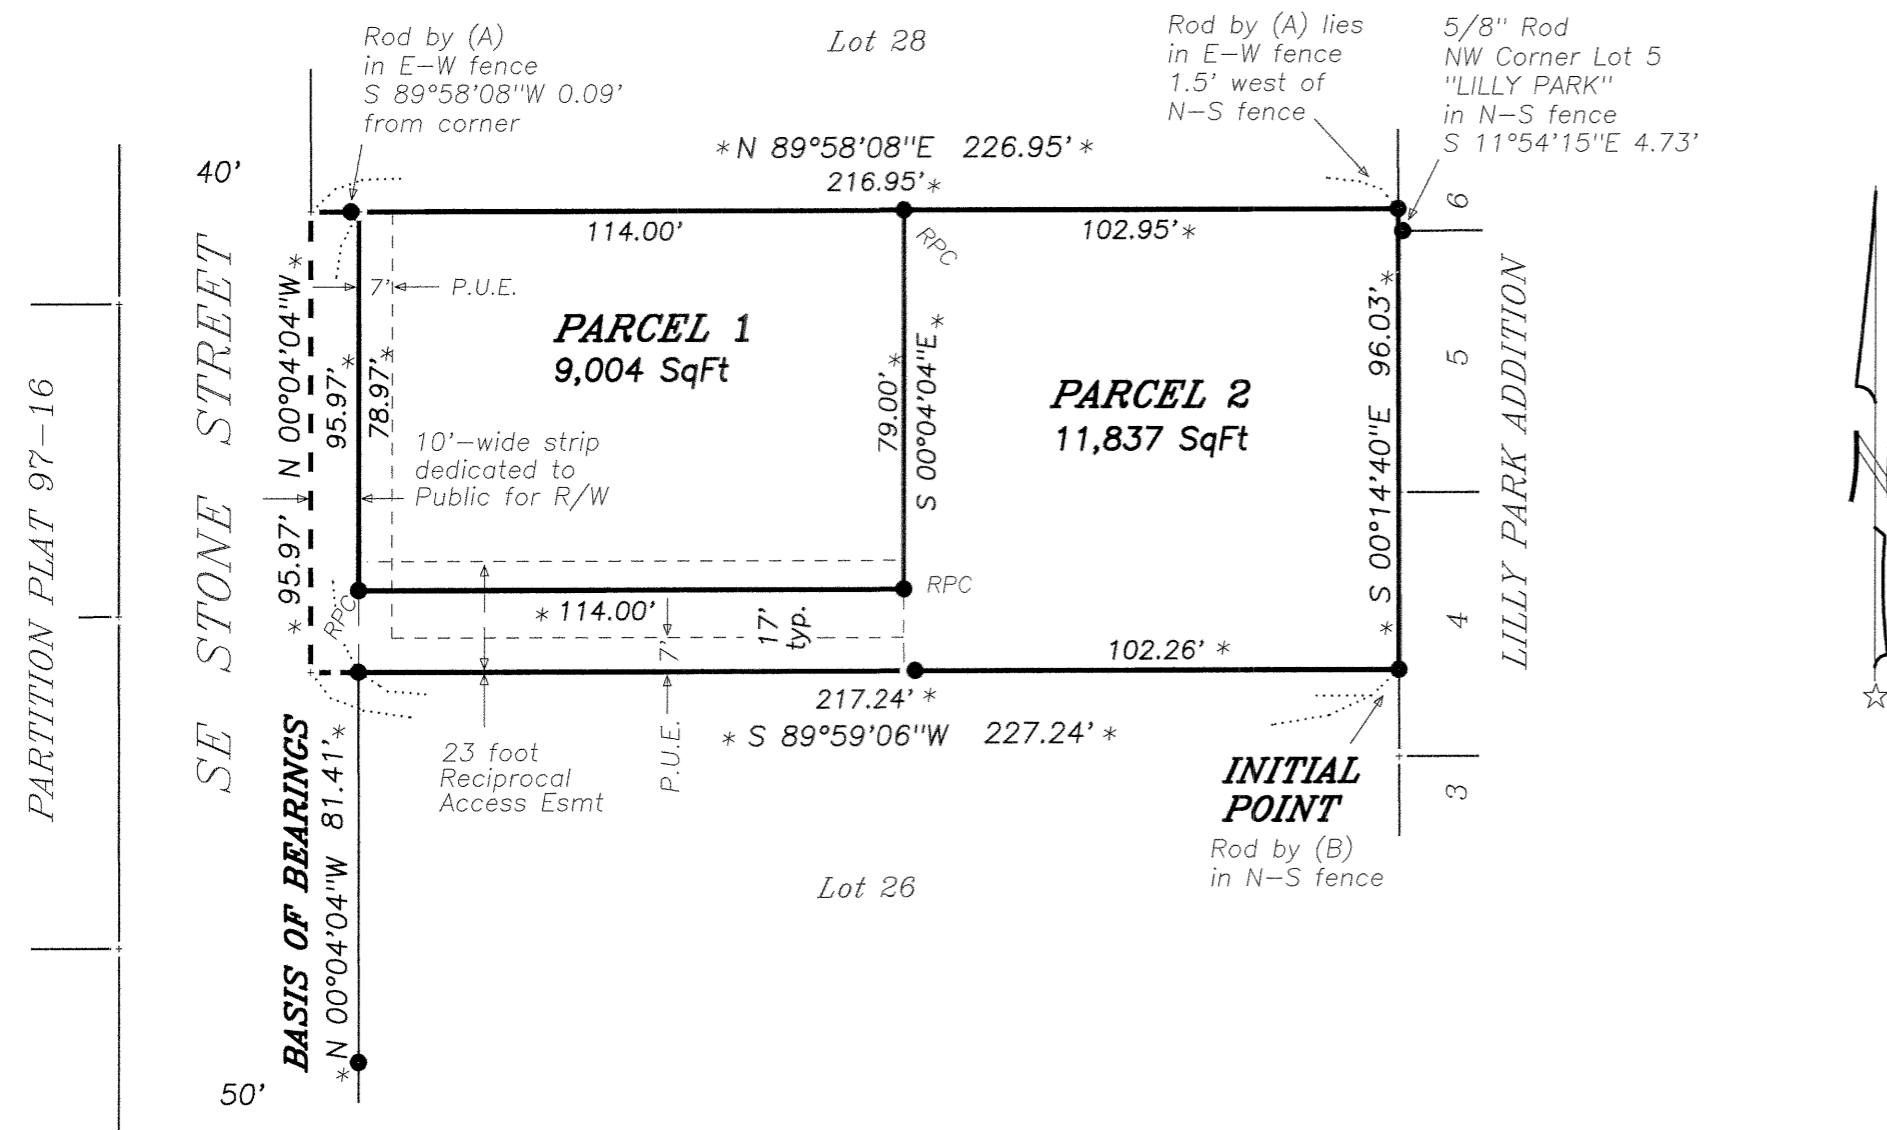 Rod by (A)
in E-W fence
S 89°58'08"W 0.09'
from corner
Lot 28
Rod by (A) lies
in E-W fence
1.5' west of
N-S fence
5/8" Rod
NW Corner Lot 5
"LILLY PARK"
in N-S fence
S 11°54'15"E 4.73'
40'
*N 89°58'08"E 226.95'*
216.95'*
114.00'
102.95'*
6
RPC
7'
P.U.E.
PARCEL 1
9,004 SqFt
PARCEL 2
11,837 SqFt
* 95.97' N 00°04'04"W *
95.97' *
78.97'*
79.00' *
S 00°04'04"E *
* S 00°14'40"E 96.03'*
5
4
3
LILLY PARK ADDITION
SE STONE STREET
PARTITION PLAT 97-16
10'-wide strip
dedicated to
Public for R/W
RPC
RPC
* 114.00'
17'
typ.
7'
P.U.E.
102.26' *
217.24' *
* S 89°59'06"W 227.24' *
23 foot
Reciprocal
Access Esmt
BASIS OF BEARINGS
* N 00°04'04"W 81.41'*
INITIAL
POINT
Rod by (B)
in N-S fence
Lot 26
50'